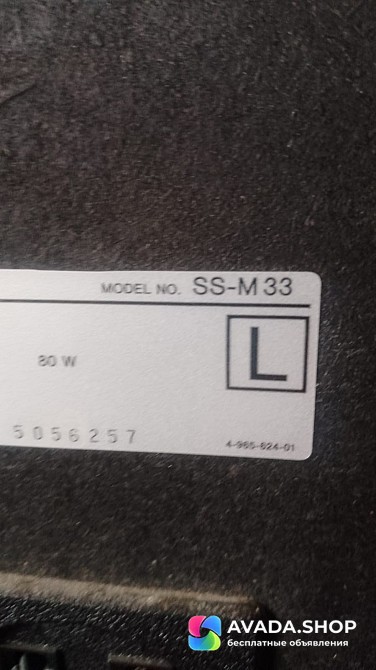 MODEL NO. SS-M33
80 W
L
5056257
4-965-624-01
AVADA.SHOP
бесплатные объявления